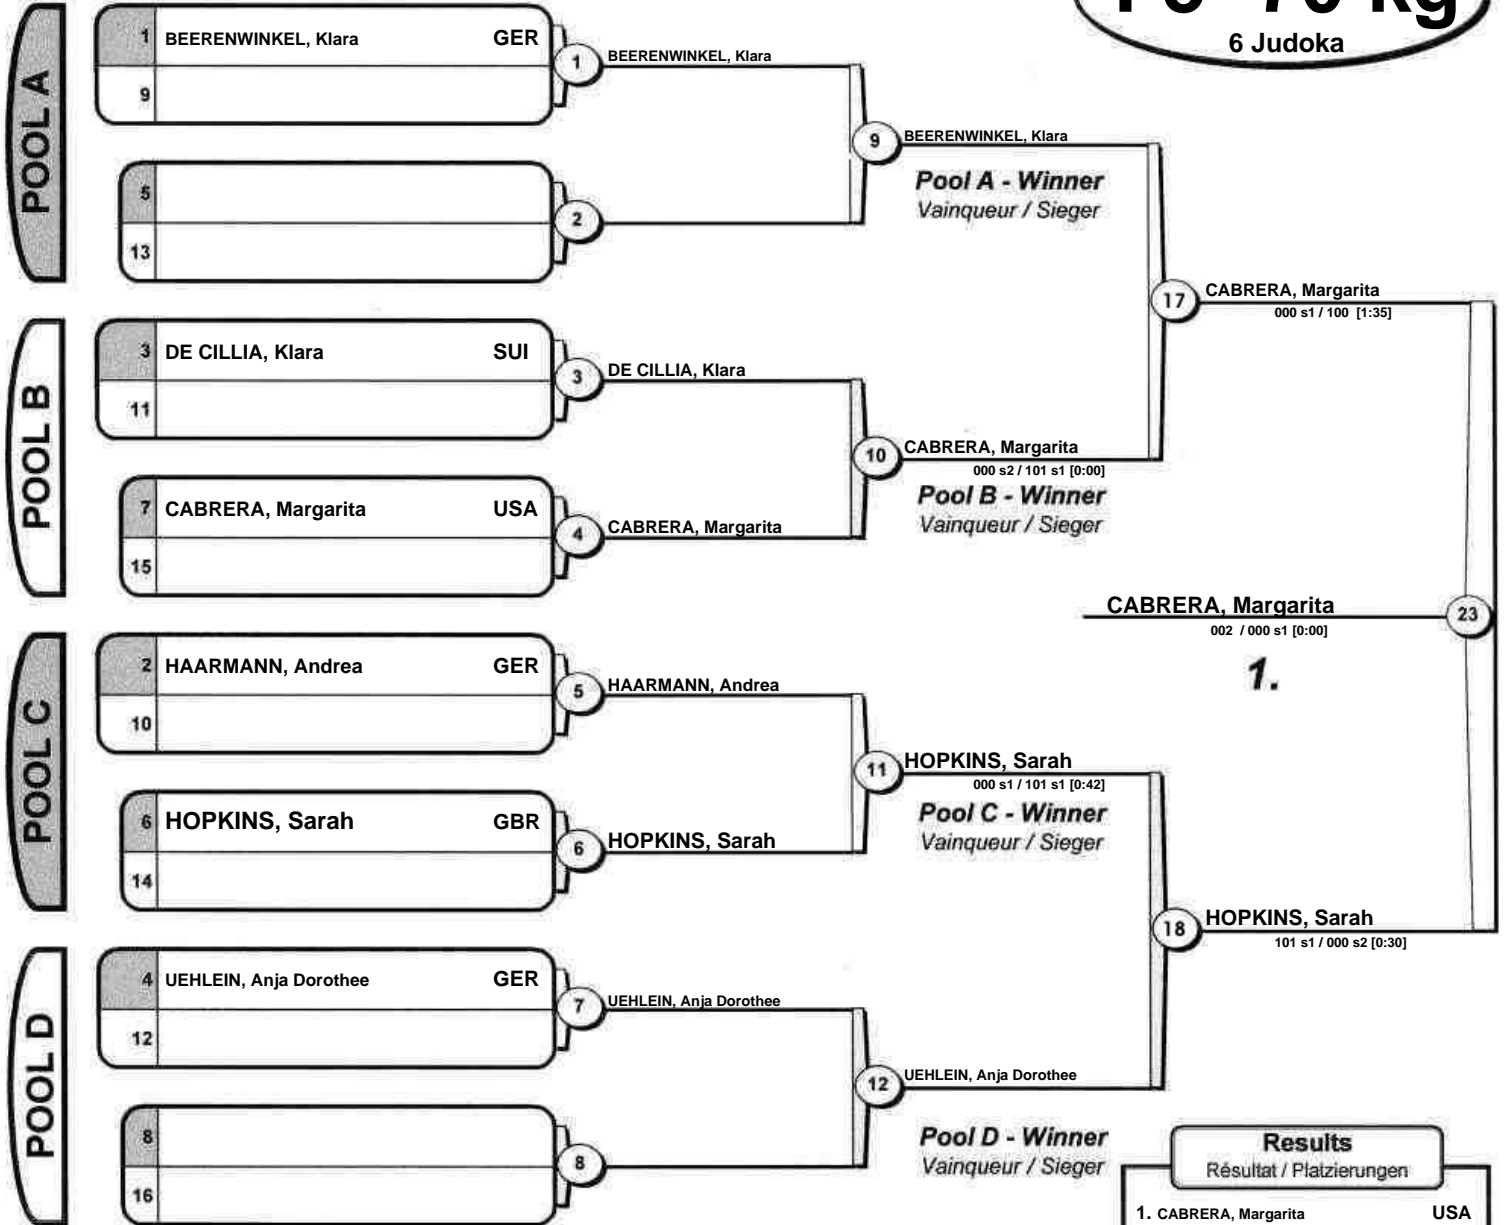 6 Judoka
POOL A
1 BEERENWINKEL, Klara GER
9
1
BEERENWINKEL, Klara
5
13
2
9
BEERENWINKEL, Klara
Pool A - Winner
Vainqueur / Sieger
POOL B
3 DE CILLIA, Klara SUI
11
3
DE CILLIA, Klara
7 CABRERA, Margarita USA
15
4
CABRERA, Margarita
10
CABRERA, Margarita
000 s2 / 101 s1 [0:00]
Pool B - Winner
Vainqueur / Sieger
17
CABRERA, Margarita
000 s1 / 100 [1:35]
CABRERA, Margarita
002 / 000 s1 [0:00]
1.
23
POOL C
2 HAARMANN, Andrea GER
10
5
HAARMANN, Andrea
6 HOPKINS, Sarah GBR
14
6
HOPKINS, Sarah
11
HOPKINS, Sarah
000 s1 / 101 s1 [0:42]
Pool C - Winner
Vainqueur / Sieger
18
HOPKINS, Sarah
101 s1 / 000 s2 [0:30]
POOL D
4 UEHLEIN, Anja Dorothee GER
12
7
UEHLEIN, Anja Dorothee
8
16
8
12
UEHLEIN, Anja Dorothee
Pool D - Winner
Vainqueur / Sieger
Results
Résultat / Platzierungen
1. CABRERA, Margarita USA